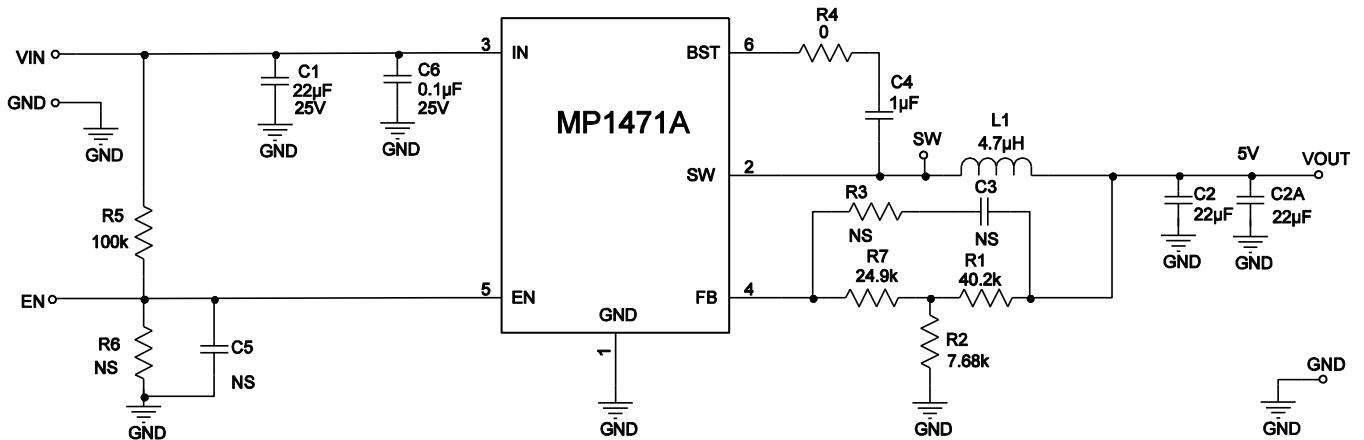 VIN
GND
GND
C1
22μF
25V
GND
C6
0.1μF
25V
GND
3
IN
MP1471A
BST
6
R4
0
C4
1μF
SW
2
SW
L1
4.7μH
5V
VOUT
C2
22μF
GND
C2A
22μF
GND
R3
NS
C3
NS
R5
100k
EN
5
EN
FB
4
R7
24.9k
R1
40.2k
R2
7.68k
GND
R6
NS
C5
NS
GND
GND
1
GND
GND
GND